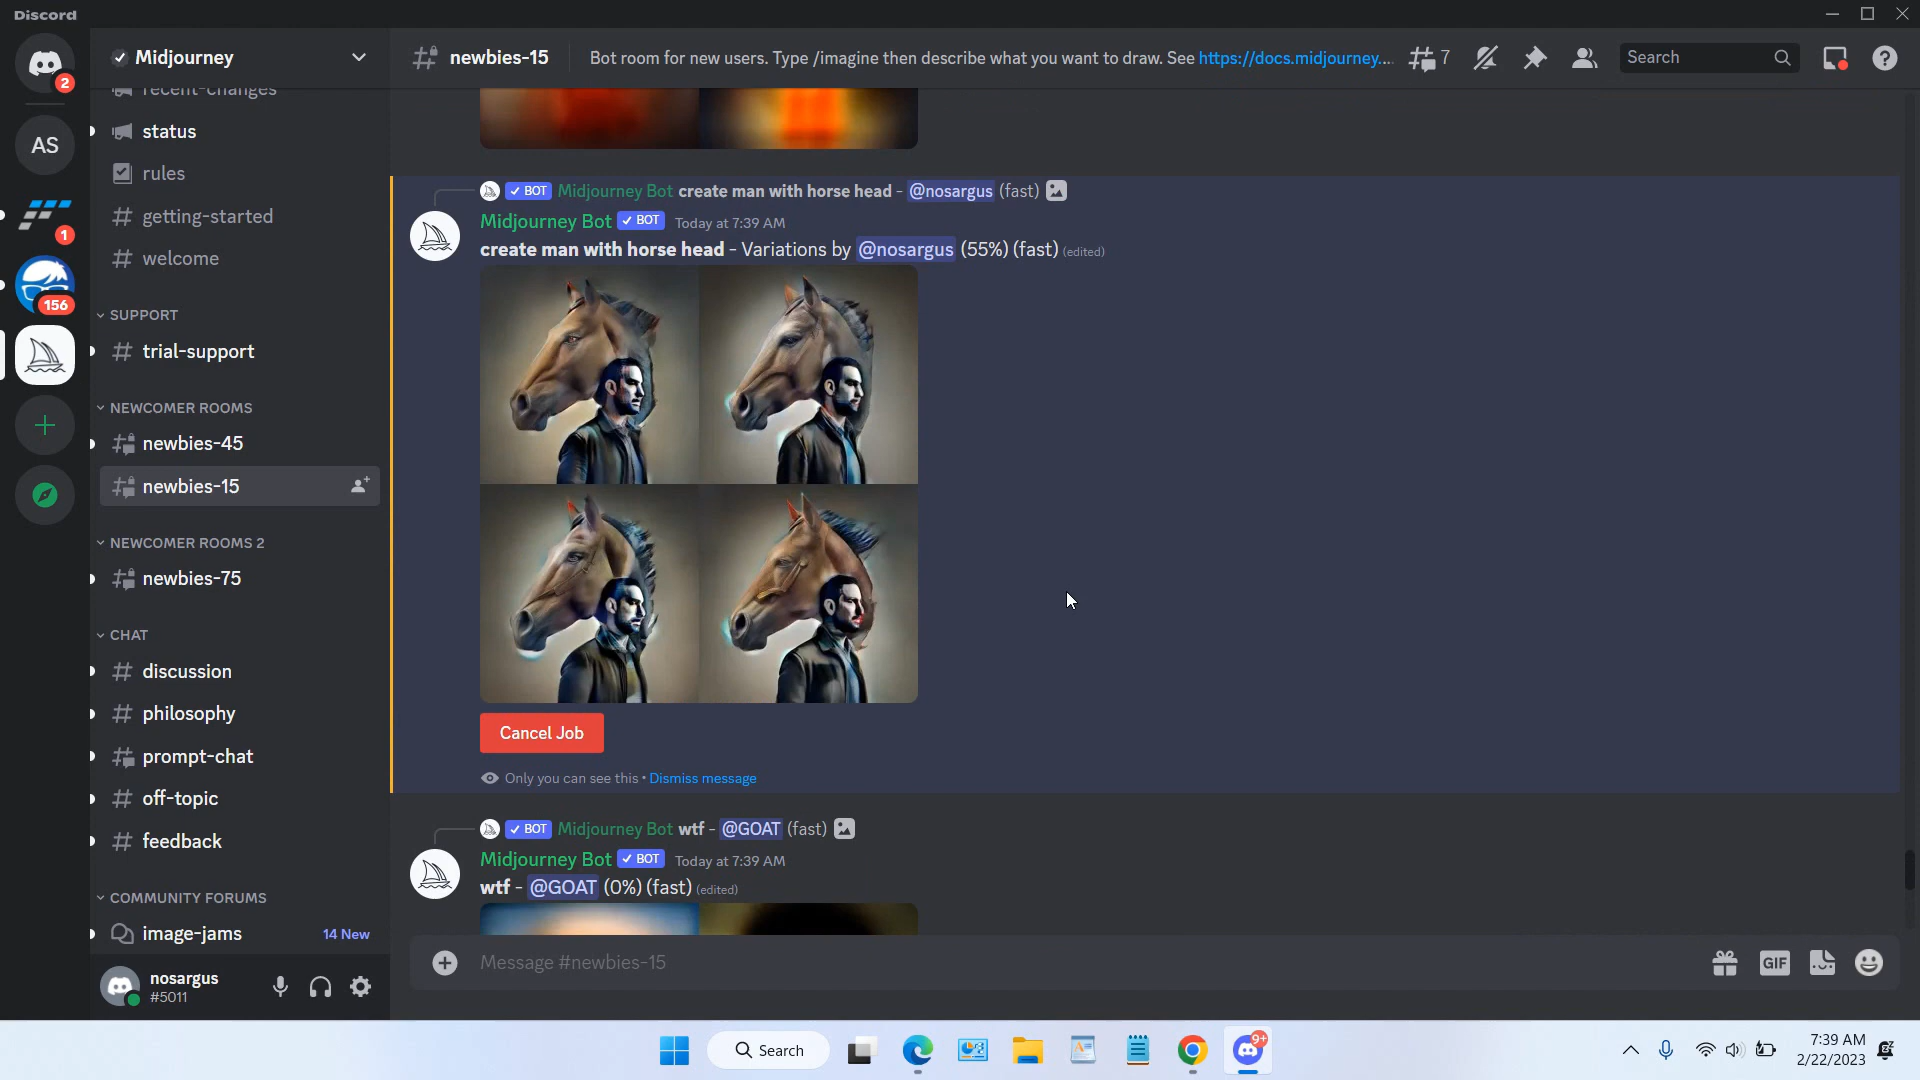 Discord
Midjourney
newbies-15
Bot room for new users. Type /imagine then describe what you want to draw. See https://docs.midjourney....
7
Search
2
AS
1
156
recent-changes
status
rules
getting-started
welcome
SUPPORT
trial-support
NEWCOMER ROOMS
newbies-45
newbies-15
NEWCOMER ROOMS 2
newbies-75
CHAT
discussion
philosophy
prompt-chat
off-topic
feedback
COMMUNITY FORUMS
image-jams 14 New
nosargus
#5011
BOT Midjourney Bot create man with horse head - @nosargus (fast)
Midjourney Bot BOT Today at 7:39 AM
create man with horse head - Variations by @nosargus (55%) (fast) (edited)
Cancel Job
Only you can see this • Dismiss message
BOT Midjourney Bot wtf - @GOAT (fast)
Midjourney Bot BOT Today at 7:39 AM
wtf - @GOAT (0%) (fast) (edited)
Message #newbies-15
GIF
Search
9+
7:39 AM
2/22/2023